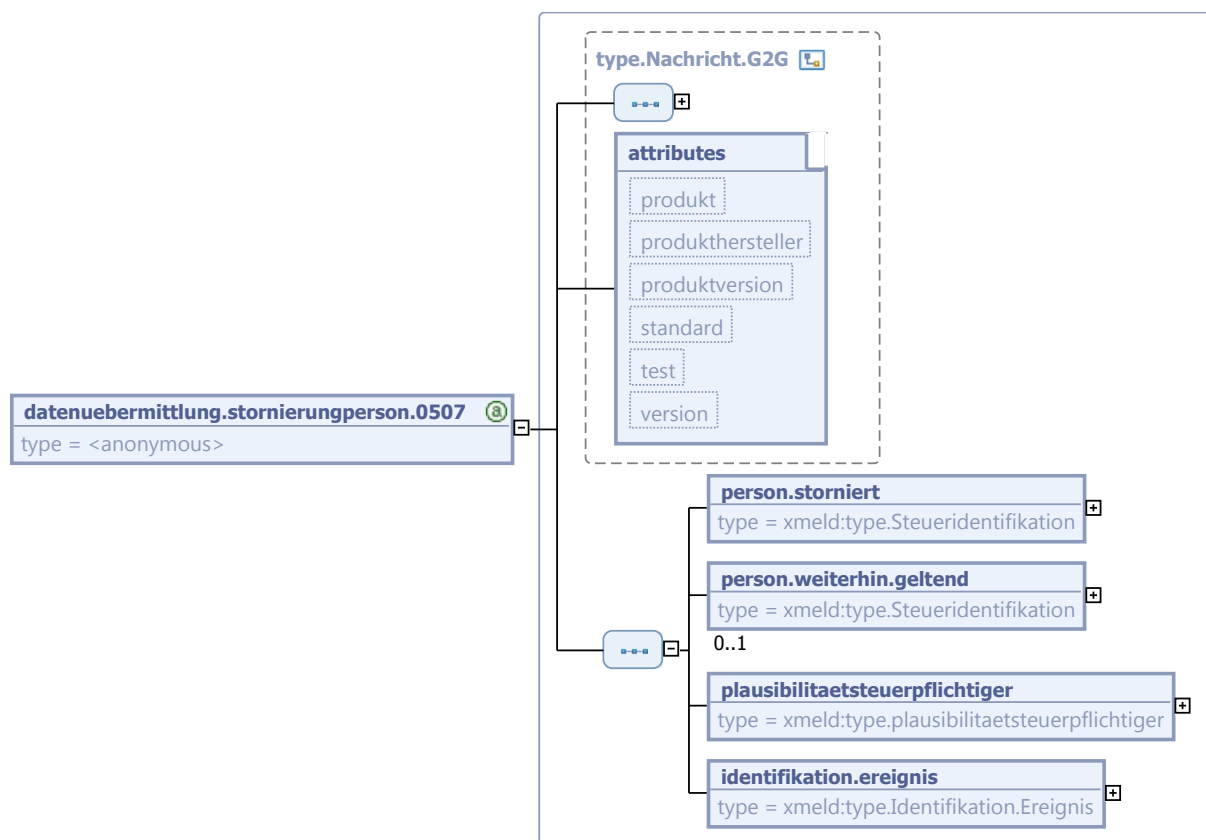 type.Nachricht.G2G
attributes
produkt
produkthersteller
produktversion
standard
test
version
datenuebermittlung.stornierungperson.0507
type = <anonymous>
person.storniert
type = xmeld:type.Steueridentifikation
person.weiterhin.geltend
type = xmeld:type.Steueridentifikation
0..1
plausibilitaetsteuerpflichtiger
type = xmeld:type.plausibilitaetsteuerpflichtiger
identifikation.ereignis
type = xmeld:type.Identifikation.Ereignis